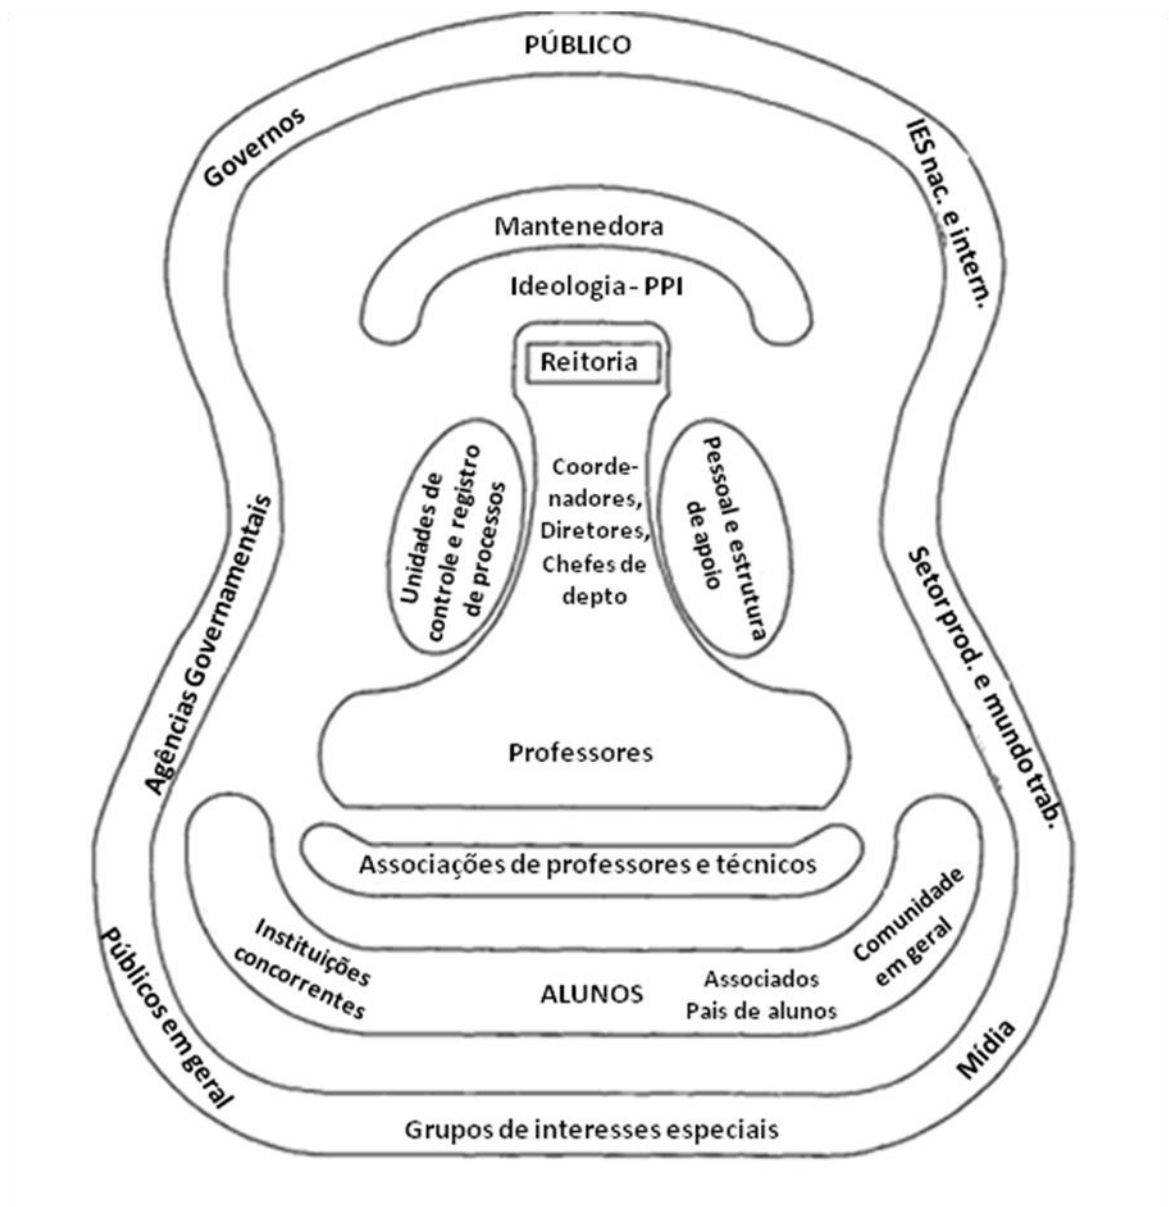 PÚBLICO
Governos
IES nac. e intern.
Mantenedora
Ideologia - PPI
Reitoria
Unidades de
controle e registro
de processos
Coorde-
nadores,
Diretores,
Chefes de
depto
Pessoal e estrutura
de apoio
Agências Governamentais
Setor prod. e mundo trab.
Professores
Associações de professores e técnicos
Instituições
concorrentes
ALUNOS
Associados
Pais de alunos
Comunidade
em geral
Públicos em geral
Mídia
Grupos de interesses especiais